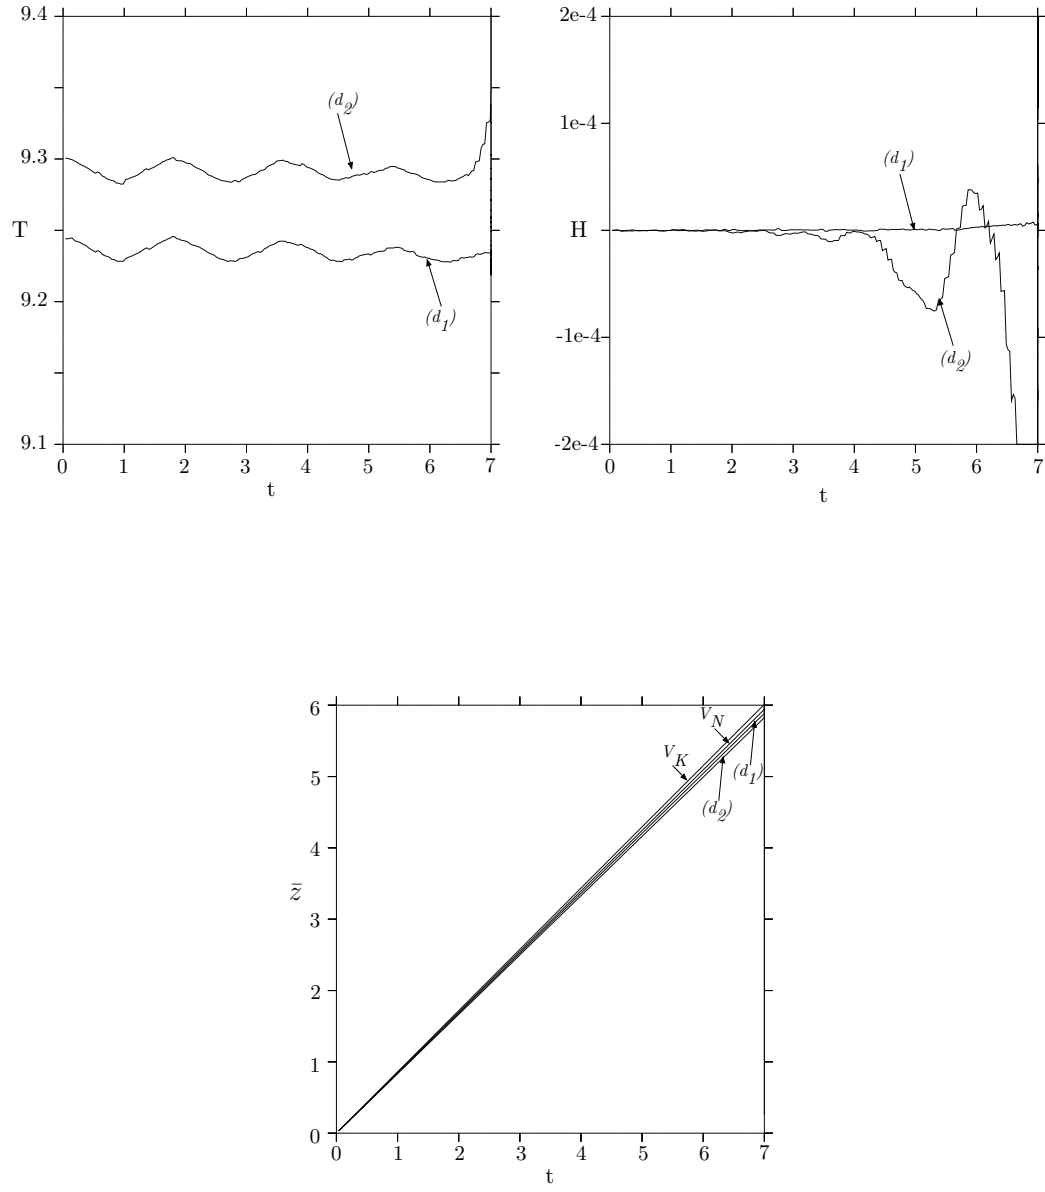 9.4
9.3
9.2
9.1
T
(d2)
(d1)
0 1 2 3 4 5 6 7
t
2e-4
1e-4
H
-1e-4
-2e-4
(d1)
(d2)
0 1 2 3 4 5 6 7
t
6
5
4
3
2
1
0
z̄
VN
VK
(d1)
(d2)
0 1 2 3 4 5 6 7
t